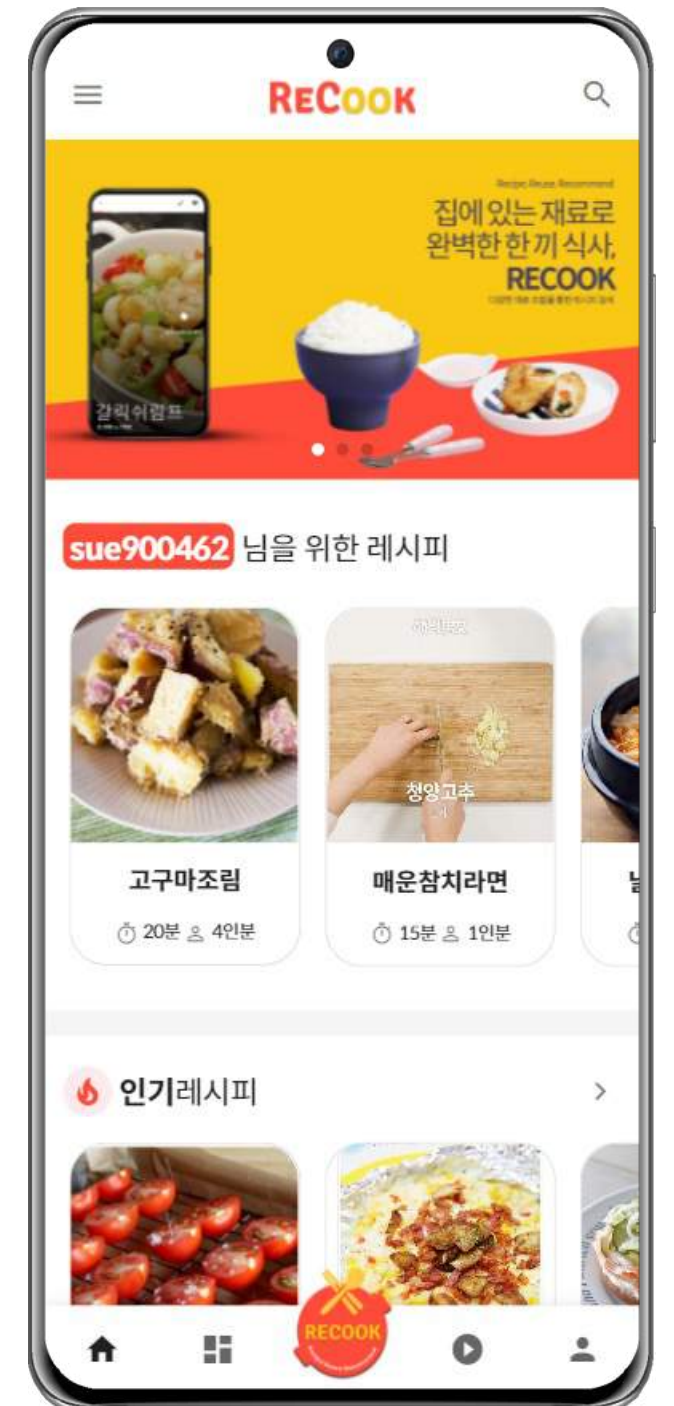 RECOOK
Recipe, Reuse, Recommend
집에 있는 재료로
완벽한 한 끼 식사,
RECOOK
갈릭쉬림프
sue900462 님을 위한 레시피
청양고추
고구마조림
매운참치라면
20분 4인분
15분 1인분
인기레시피
RECOOK